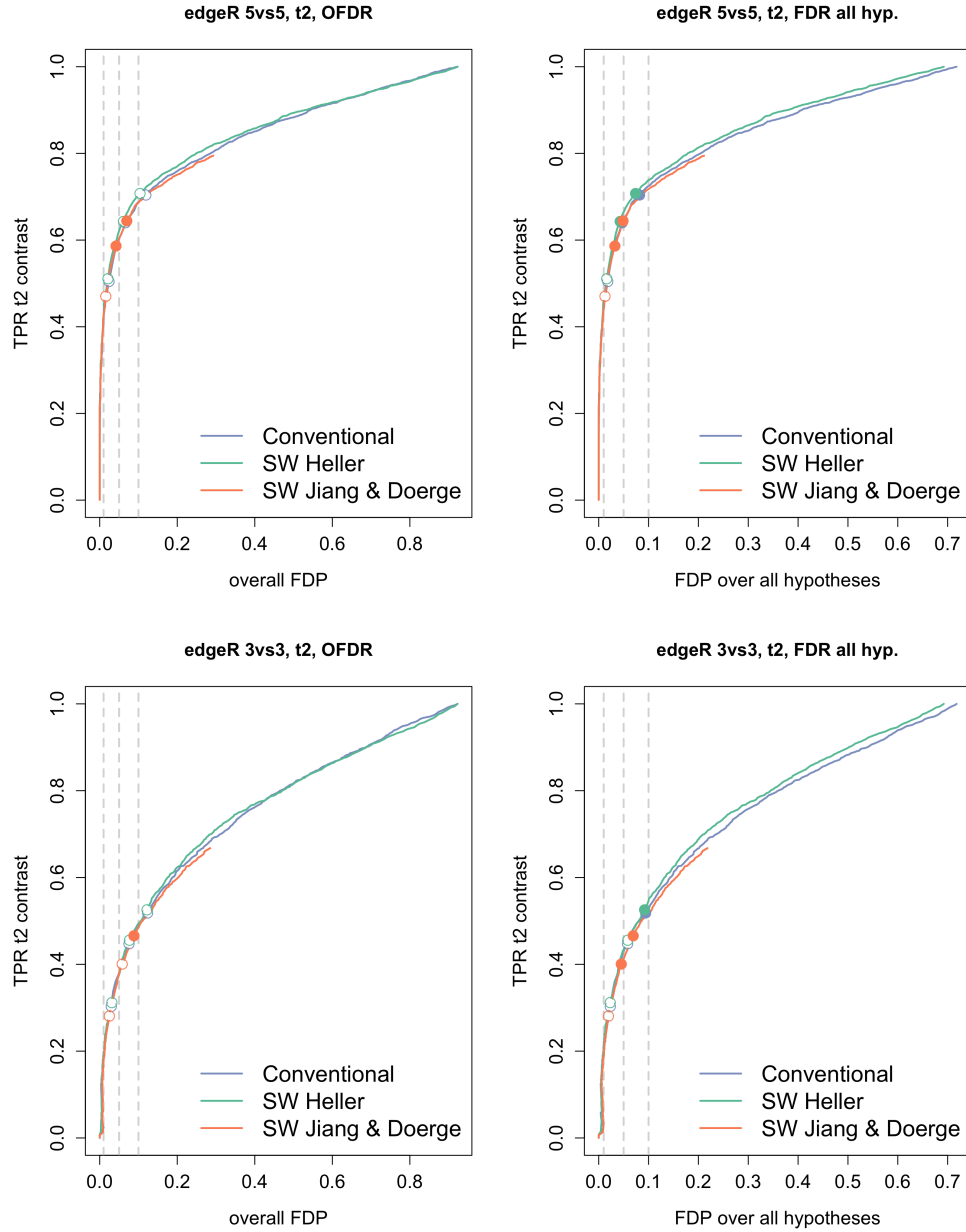 edgeR 5vs5, t2, OFDR
TPR t2 contrast
0.0 0.2 0.4 0.6 0.8 1.0
Conventional
SW Heller
SW Jiang & Doerge
0.0 0.2 0.4 0.6 0.8
overall FDP
edgeR 5vs5, t2, FDR all hyp.
TPR t2 contrast
0.0 0.2 0.4 0.6 0.8 1.0
Conventional
SW Heller
SW Jiang & Doerge
0.0 0.1 0.2 0.3 0.4 0.5 0.6 0.7
FDP over all hypotheses
edgeR 3vs3, t2, OFDR
TPR t2 contrast
0.0 0.2 0.4 0.6 0.8 1.0
Conventional
SW Heller
SW Jiang & Doerge
0.0 0.2 0.4 0.6 0.8
overall FDP
edgeR 3vs3, t2, FDR all hyp.
TPR t2 contrast
0.0 0.2 0.4 0.6 0.8 1.0
Conventional
SW Heller
SW Jiang & Doerge
0.0 0.1 0.2 0.3 0.4 0.5 0.6 0.7
FDP over all hypotheses